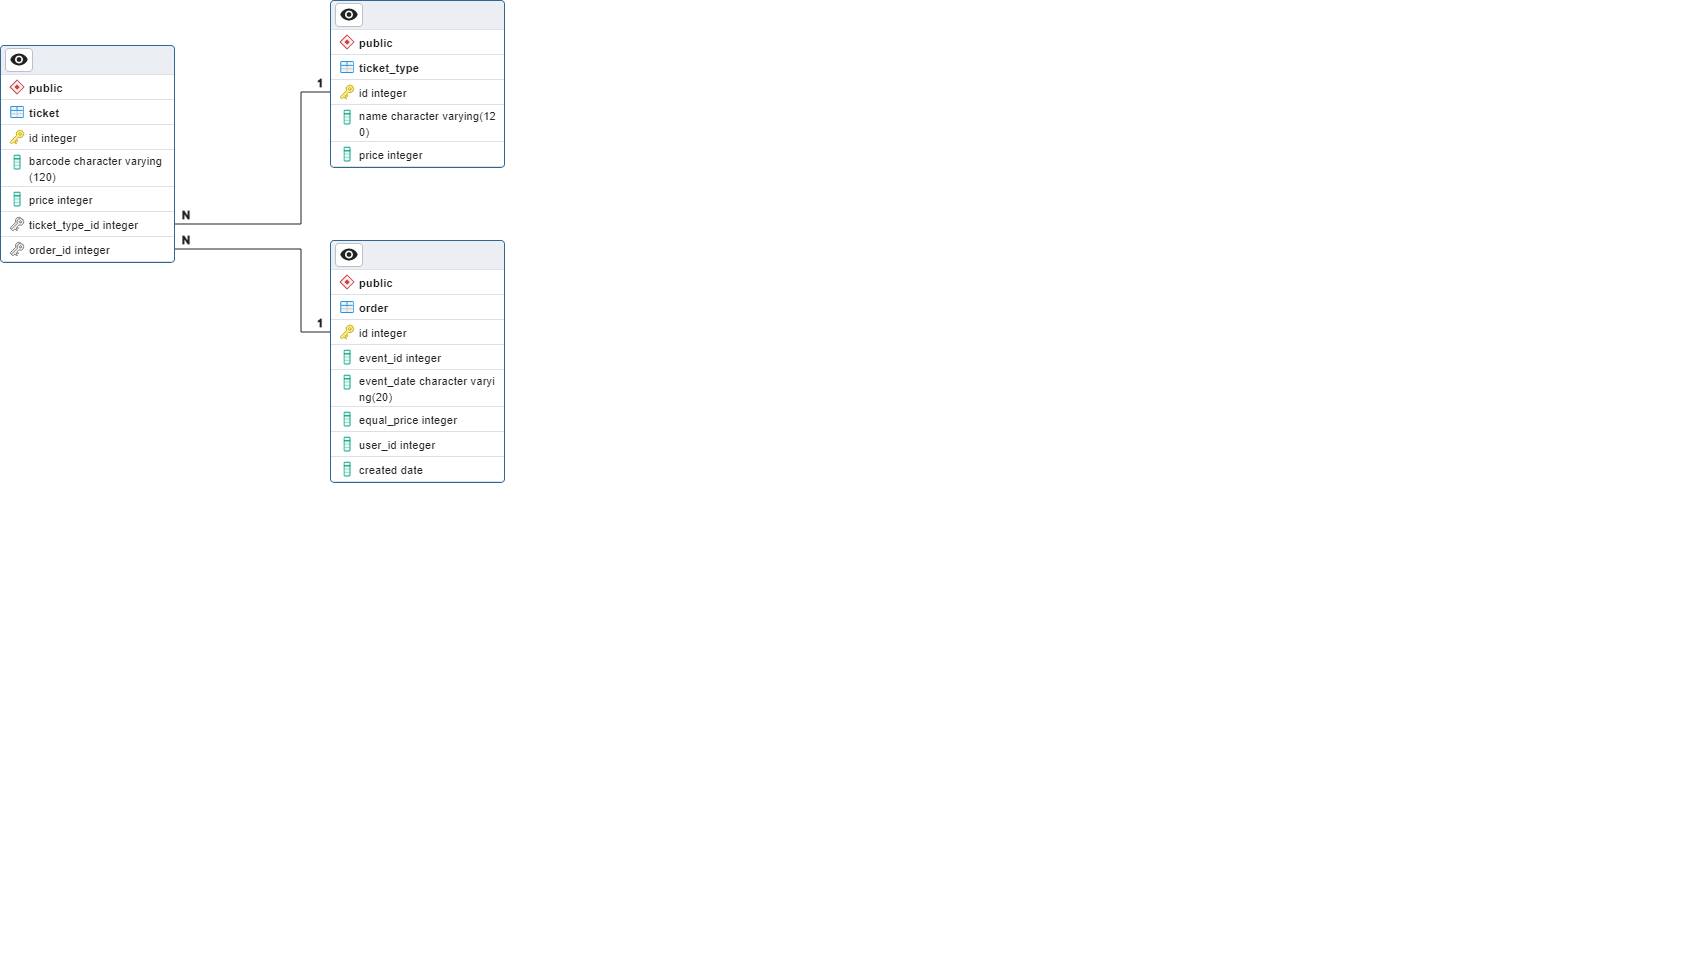 public
ticket
id integer
barcode character varying
(120)
price integer
ticket_type_id integer
order_id integer
N
N
1
1
public
ticket_type
id integer
name character varying(12
0)
price integer
public
order
id integer
event_id integer
event_date character varyi
ng(20)
equal_price integer
user_id integer
created date